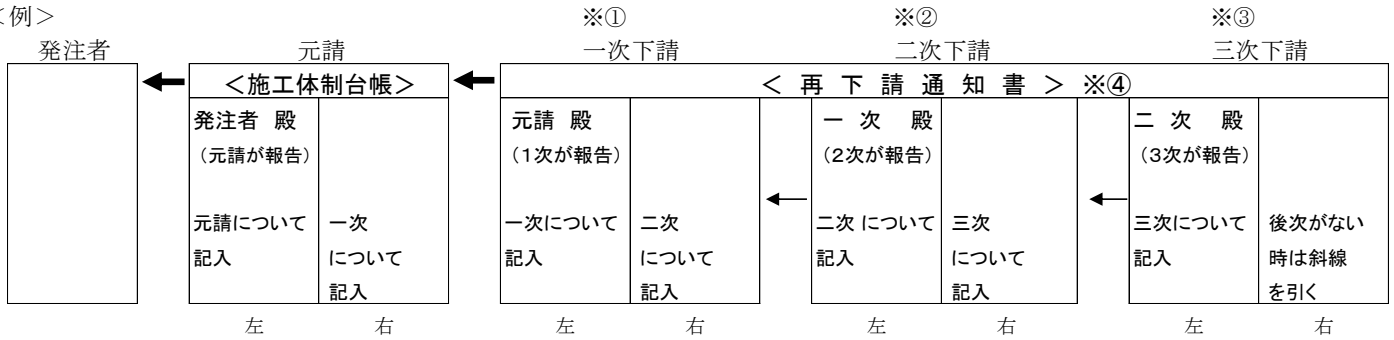 <例>
※① ※② ※③
発注者 元請 一次下請 二次下請 三次下請
<施工体制台帳> < 再 下 請 通 知 書 > ※④
発注者 殿 元請 殿 一 次 殿 二 次 殿
(元請が報告) (1次が報告) (2次が報告) (3次が報告)
元請について 一次 一次について 二次 二次 について 三次 三次について 後次がない
記入 について 記入 について 記入 について 記入 時は斜線
記入 記入 記入 を引く
左 右 左 右 左 右 左 右